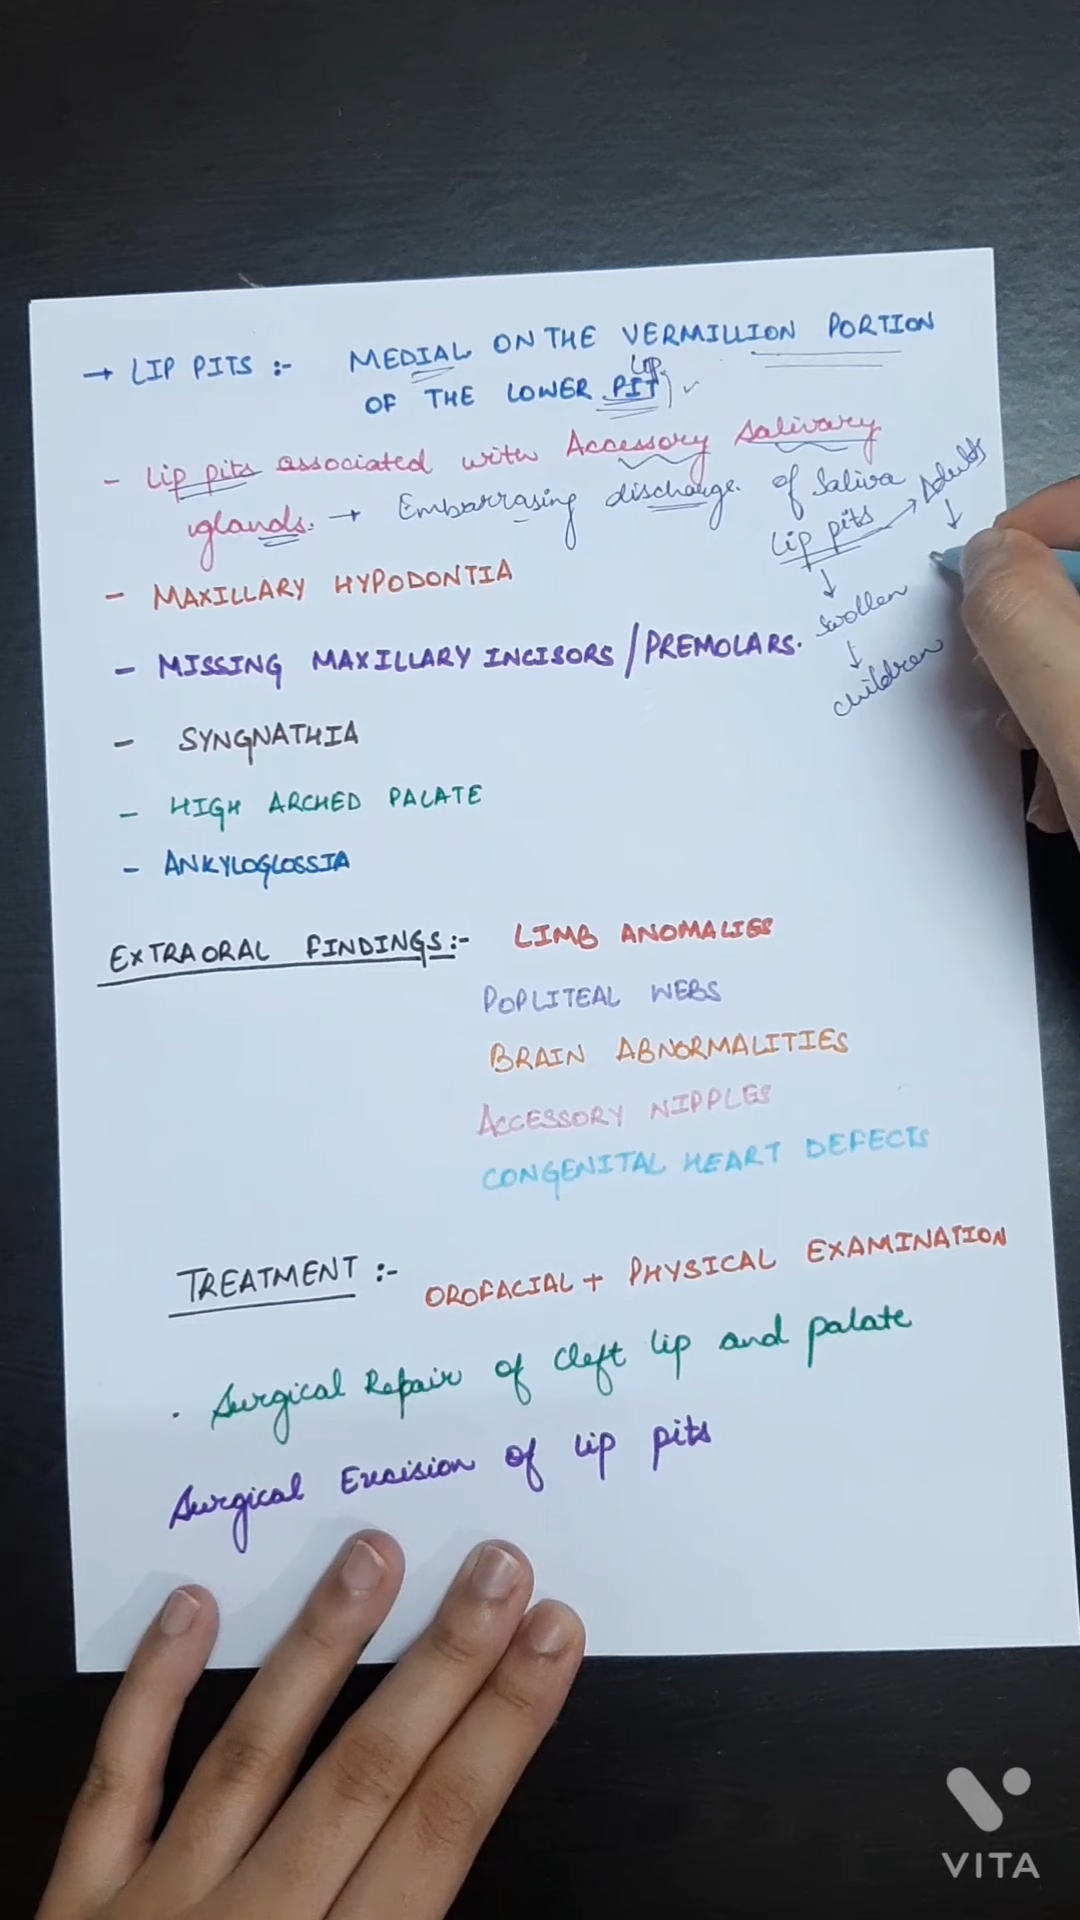 → LIP PITS :- MEDIAL ON THE VERMILLION PORTION
OF THE LOWER PIT
Lip
- Lip pits associated with Accessory Salivary
glands. → Embarrasing discharge of Saliva
Lip pits → Adults
↓
↓
Swollen
↓
children
- MAXILLARY HYPODONTIA
- MISSING MAXILLARY INCISORS / PREMOLARS.
- SYNGNATHIA
- HIGH ARCHED PALATE
- ANKYLOGLOSSIA
EXTRAORAL FINDINGS:- LIMB ANOMALIES
POPLITEAL WEBS
BRAIN ABNORMALITIES
ACCESSORY NIPPLES
CONGENITAL HEART DEFECTS
TREATMENT :- OROFACIAL + PHYSICAL EXAMINATION
. Surgical Repair of cleft lip and palate
Surgical Excision of lip pits
VITA